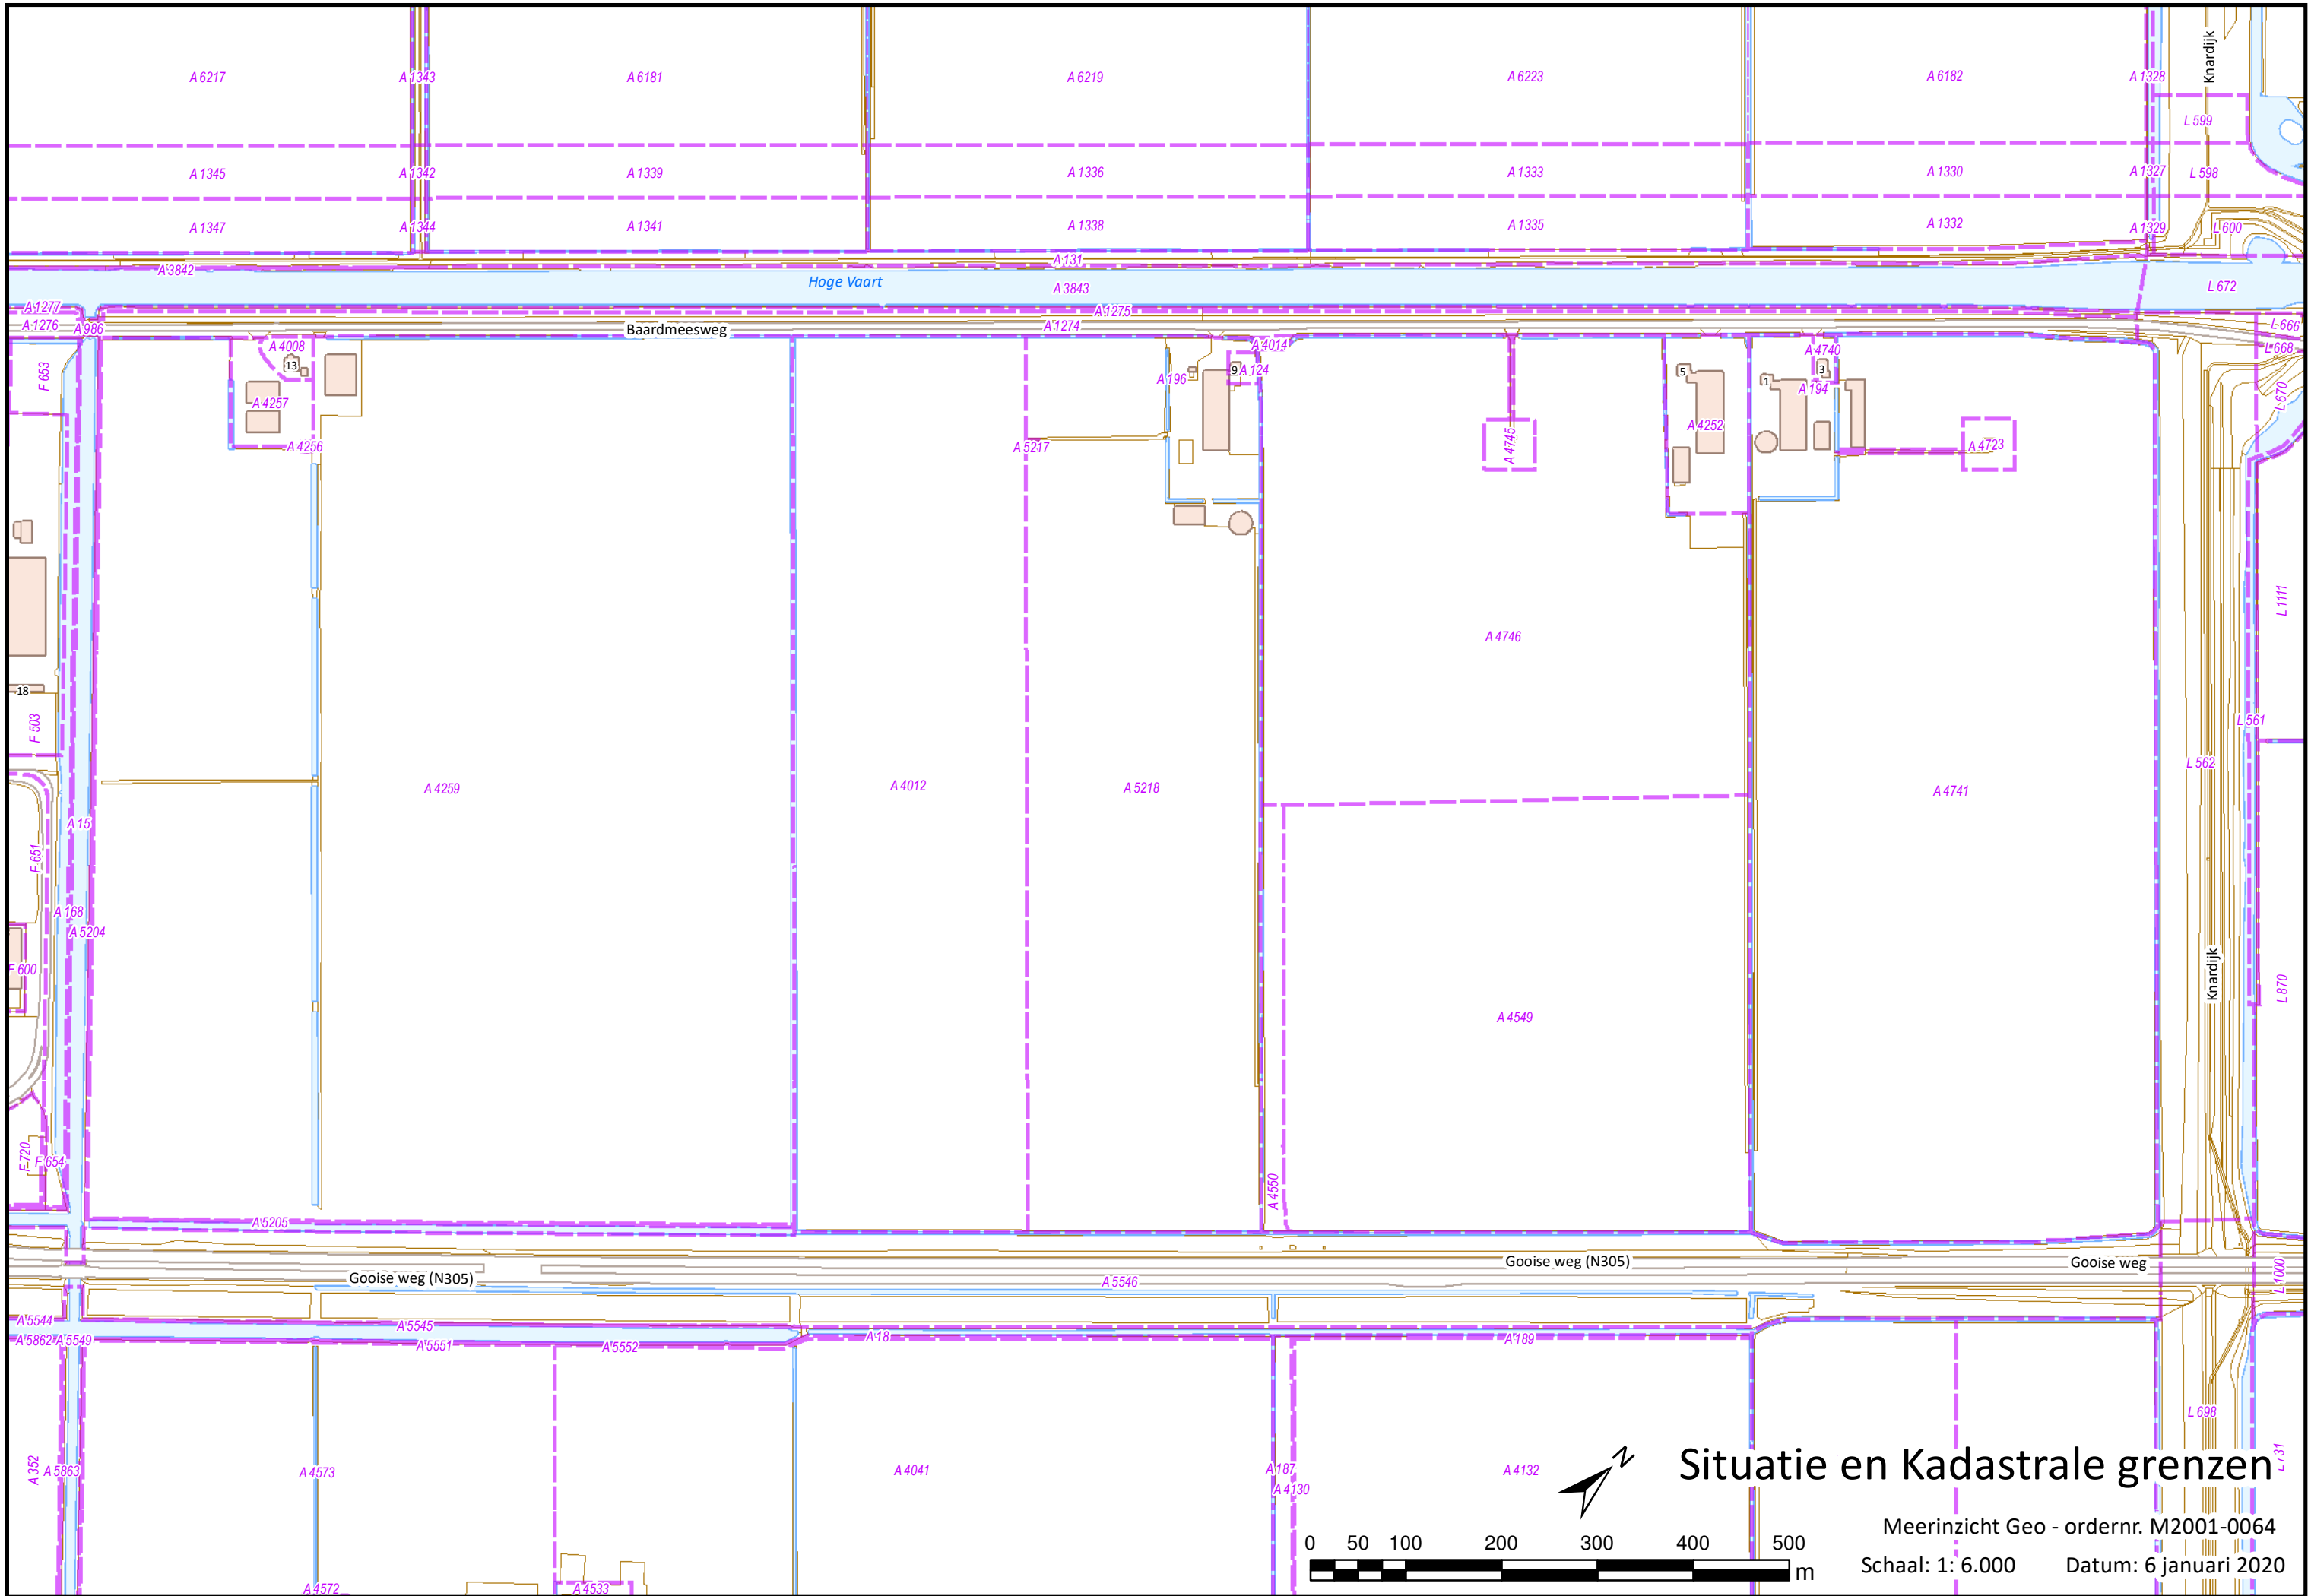 A 6217
A 1343
A 6181
A 6219
A 6223
A 6182
A 1328
Knardijk
L 599
A 1345
A 1342
A 1339
A 1336
A 1333
A 1330
A 1327
L 598
A 1347
A 1344
A 1341
A 1338
A 1335
A 1332
A 1329
L 600
A 3842
A 131
Hoge Vaart
A 3843
L 672
A 1277
A 1275
A 1276
A 986
Baardmeesweg
A 1274
L 666
A 4008
A 4014
A 4740
L 668
13
F 653
A 196
9
A 124
5
1
3
A 194
L 670
A 4257
A 4252
A 4256
A 5217
A 4745
A 4723
L 1111
A 4746
18
F 503
L 561
L 562
A 4259
A 4012
A 5218
A 4741
A 15
F 651
A 168
A 5204
F 600
Knardijk
L 870
A 4549
F 720
F 654
A 4550
A 5205
Gooise weg (N305)
Gooise weg (N305)
Gooise weg
A 5546
L 1000
A 5544
A 5545
A 5862
A 5549
A 5551
A 5552
A 18
A 189
L 698
A 352
A 5863
A 4573
A 4041
A 187
A 4130
A 4132
L 731
N
Situatie en Kadastrale grenzen
Meerinzicht Geo - ordernr. M2001-0064
0 50 100 200 300 400 500
m
Schaal: 1: 6.000
Datum: 6 januari 2020
A 4572
A 4533